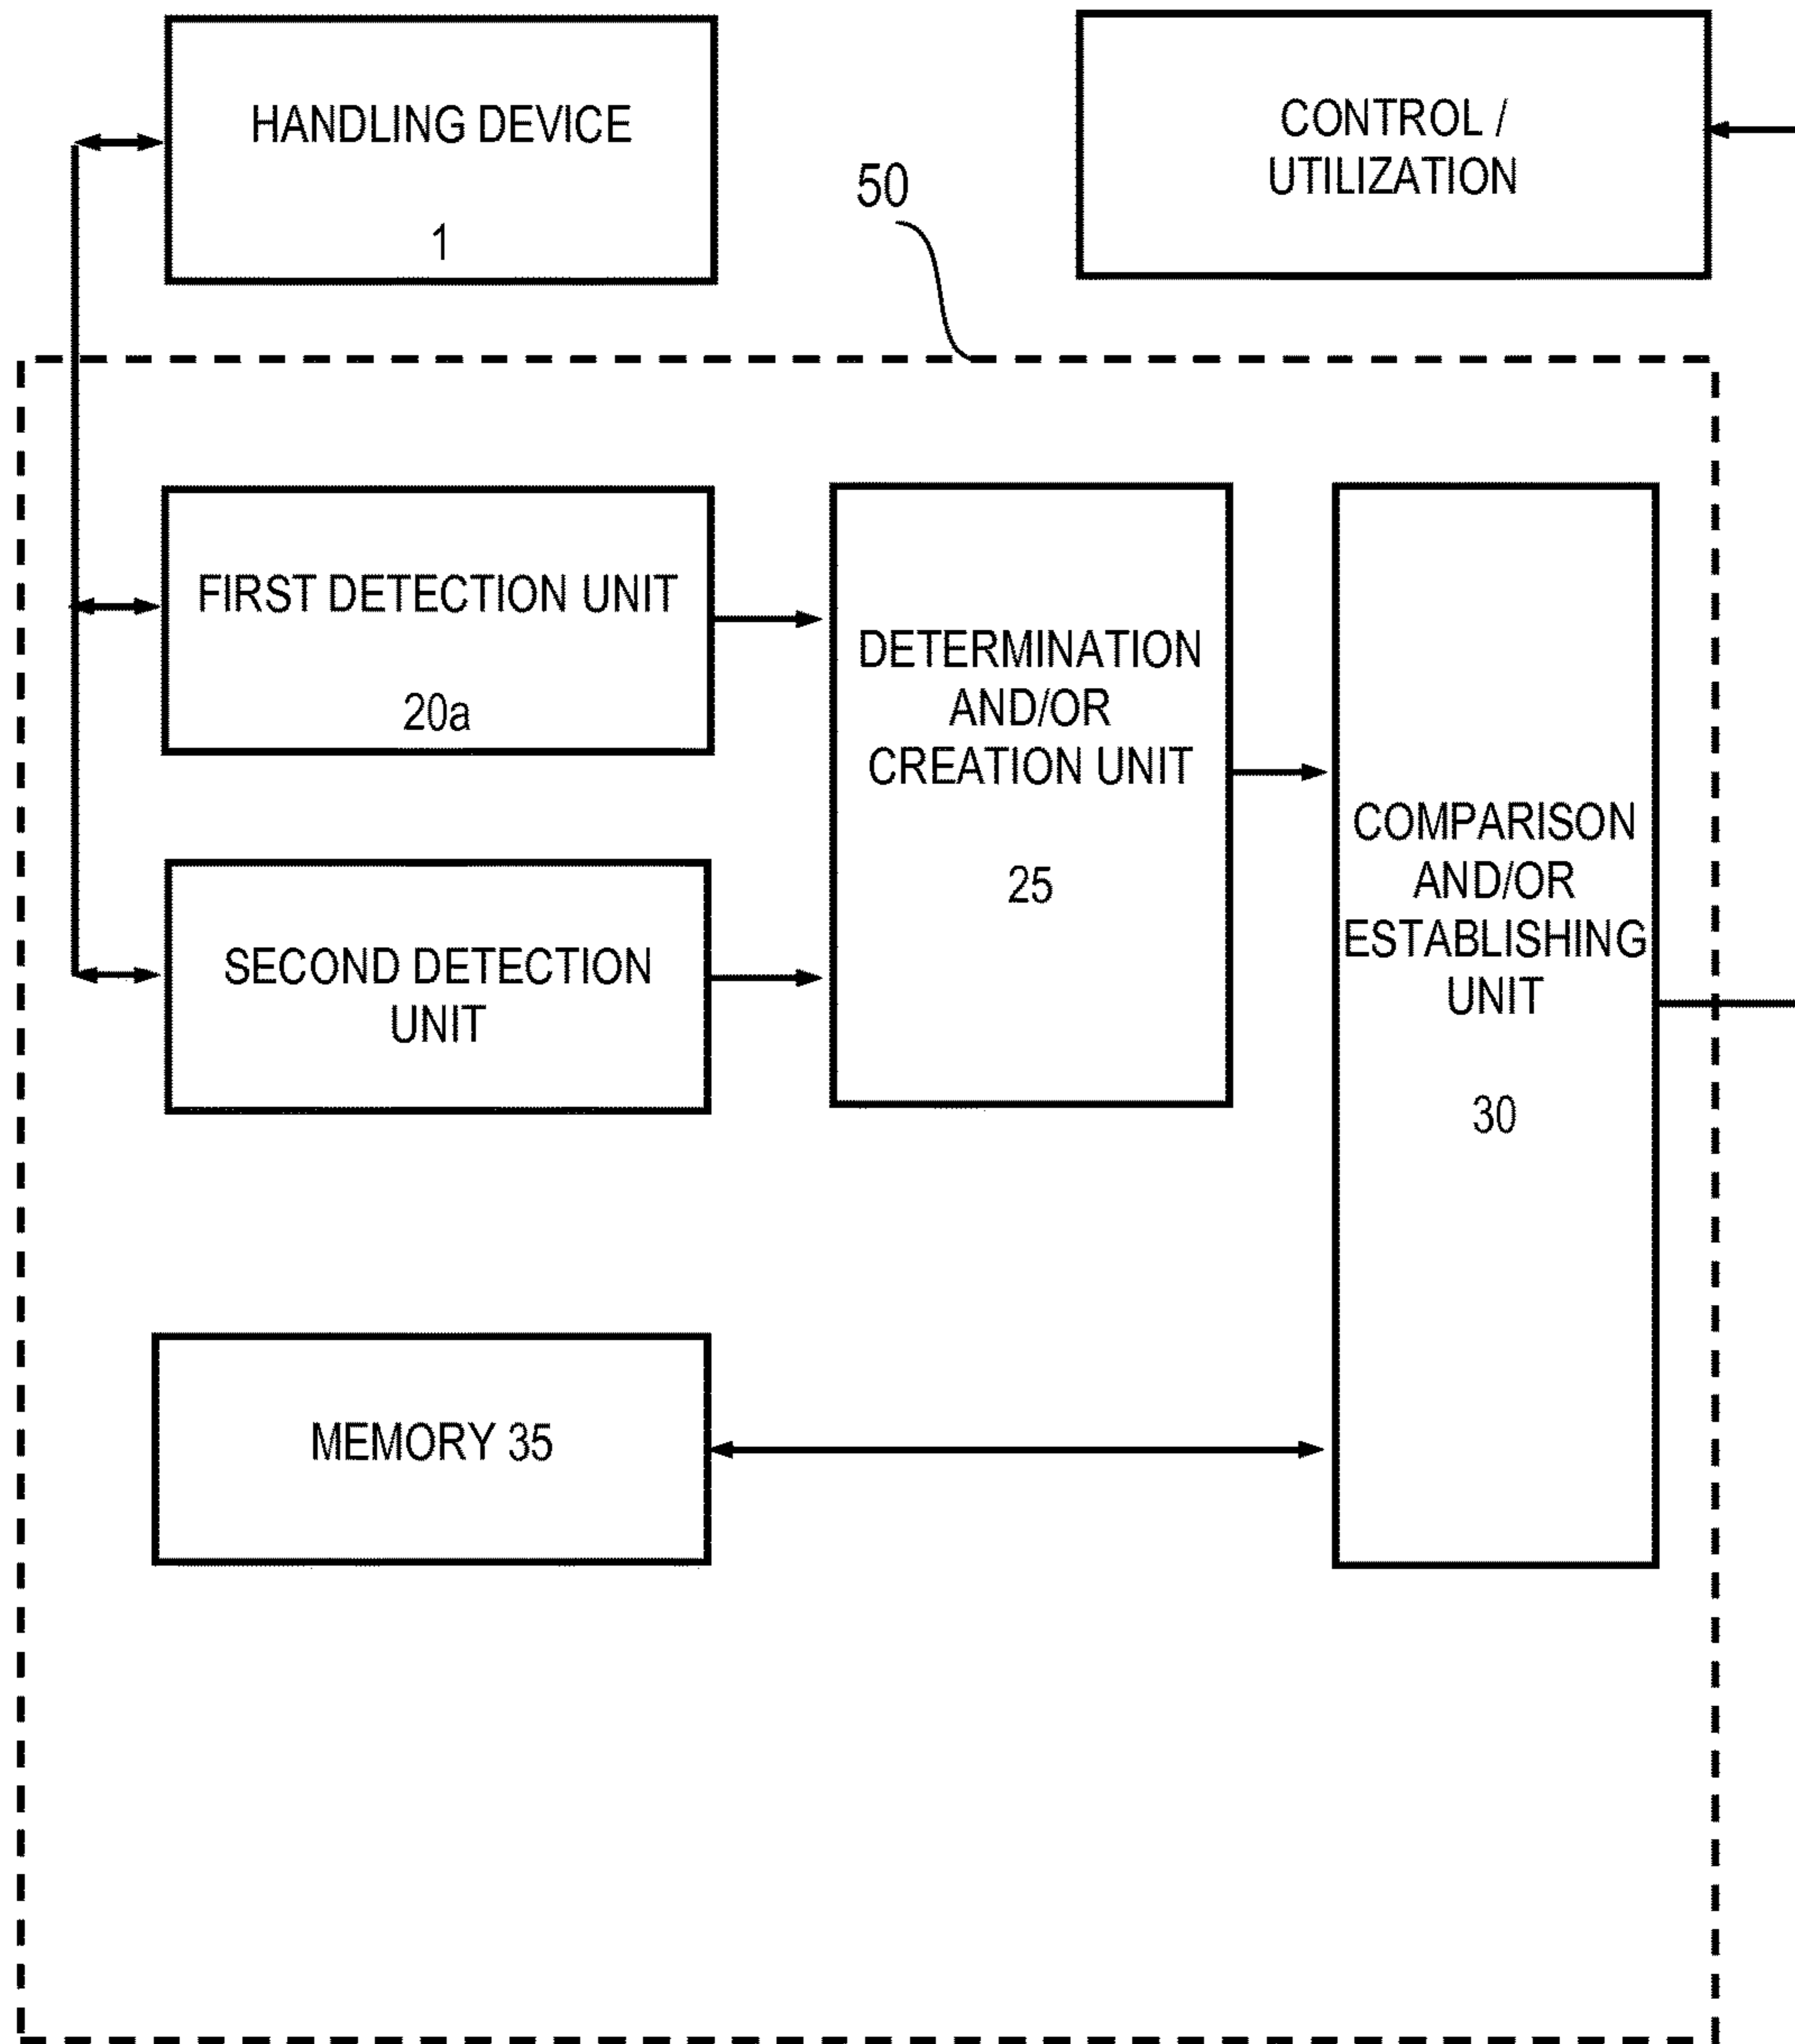 HANDLING DEVICE
1
CONTROL /
UTILIZATION
50
FIRST DETECTION UNIT
20a
DETERMINATION
AND/OR
CREATION UNIT
25
COMPARISON
AND/OR
ESTABLISHING
UNIT
30
SECOND DETECTION
UNIT
MEMORY 35